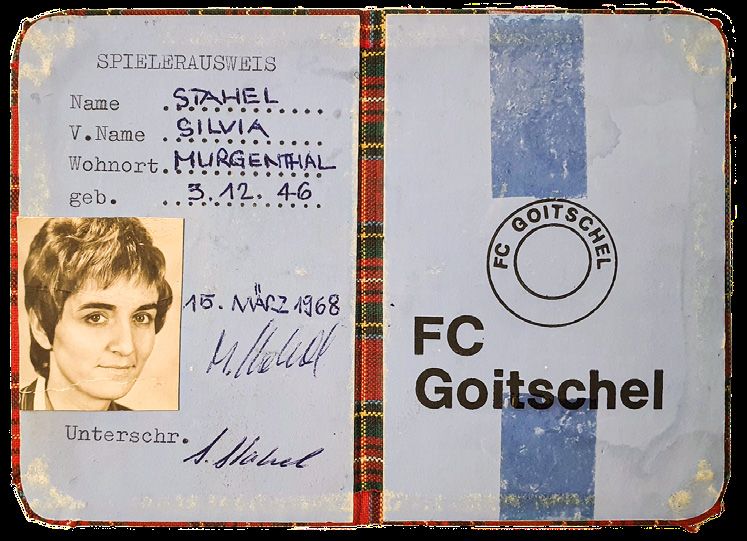 SPIELERAUSWEIS
Name STAHEL
V.Name SILVIA
Wohnort MURGENTHAL
geb. 3.12.46
15. MÄRZ 1968
M. Stahel
Unterschr. S. Stahel
FC GOITSCHEL
FC
Goitschel